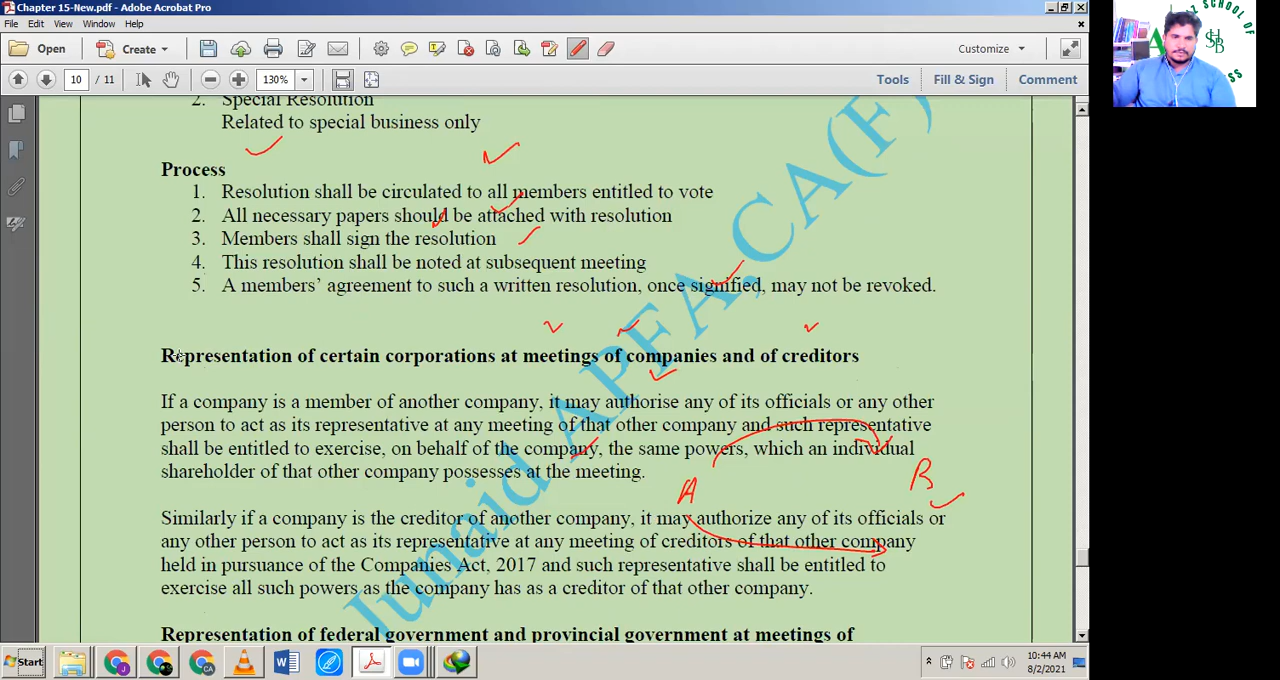 Chapter 15-New.pdf - Adobe Acrobat Pro
File Edit View Window Help
Open Create Customize
10 / 11 130% Tools Fill & Sign Comment
2. Special Resolution
Related to special business only
Process
1. Resolution shall be circulated to all members entitled to vote
2. All necessary papers should be attached with resolution
3. Members shall sign the resolution
4. This resolution shall be noted at subsequent meeting
5. A members’ agreement to such a written resolution, once signified, may not be revoked.
Representation of certain corporations at meetings of companies and of creditors
If a company is a member of another company, it may authorise any of its officials or any other
person to act as its representative at any meeting of that other company and such representative
shall be entitled to exercise, on behalf of the company, the same powers, which an individual
shareholder of that other company possesses at the meeting.
A B
Similarly if a company is the creditor of another company, it may authorize any of its officials or
any other person to act as its representative at any meeting of creditors of that other company
held in pursuance of the Companies Act, 2017 and such representative shall be entitled to
exercise all such powers as the company has as a creditor of that other company.
Representation of federal government and provincial government at meetings of
Junaid APFA,CA(F)
SCHOOL OF
Start
10:44 AM
8/2/2021